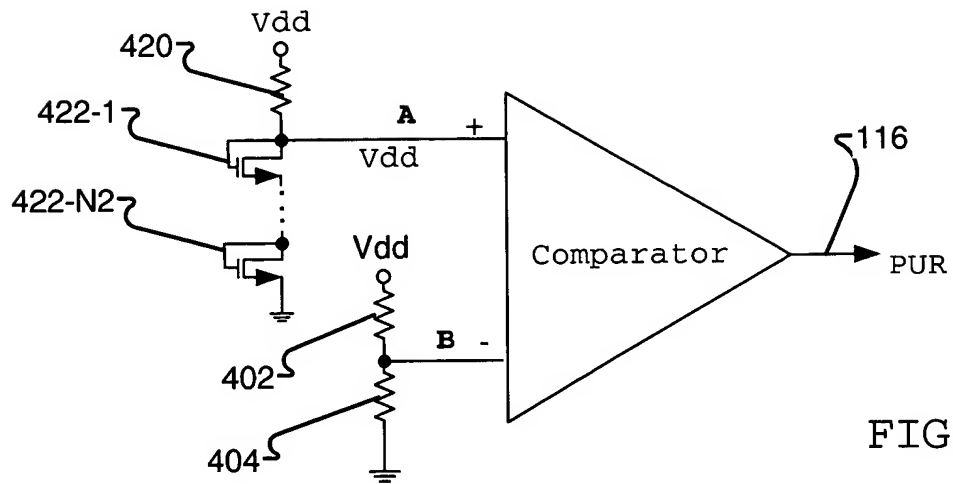 Vdd
420
422-1
A
+
Vdd
116
422-N2
Vdd
Comparator
PUR
B -
402
404
FIG